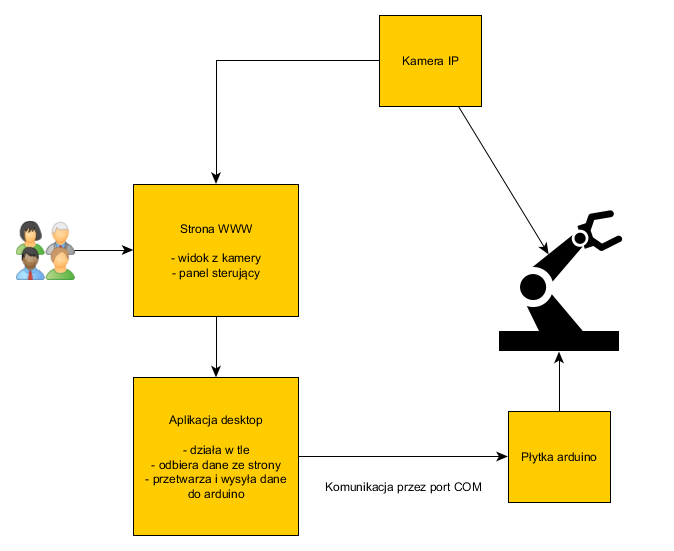 Kamera IP
Strona WWW
- widok z kamery
- panel sterujący
Aplikacja desktop
- działa w tle
- odbiera dane ze strony
- przetwarza i wysyła dane
do arduino
Płytka arduino
Komunikacja przez port COM